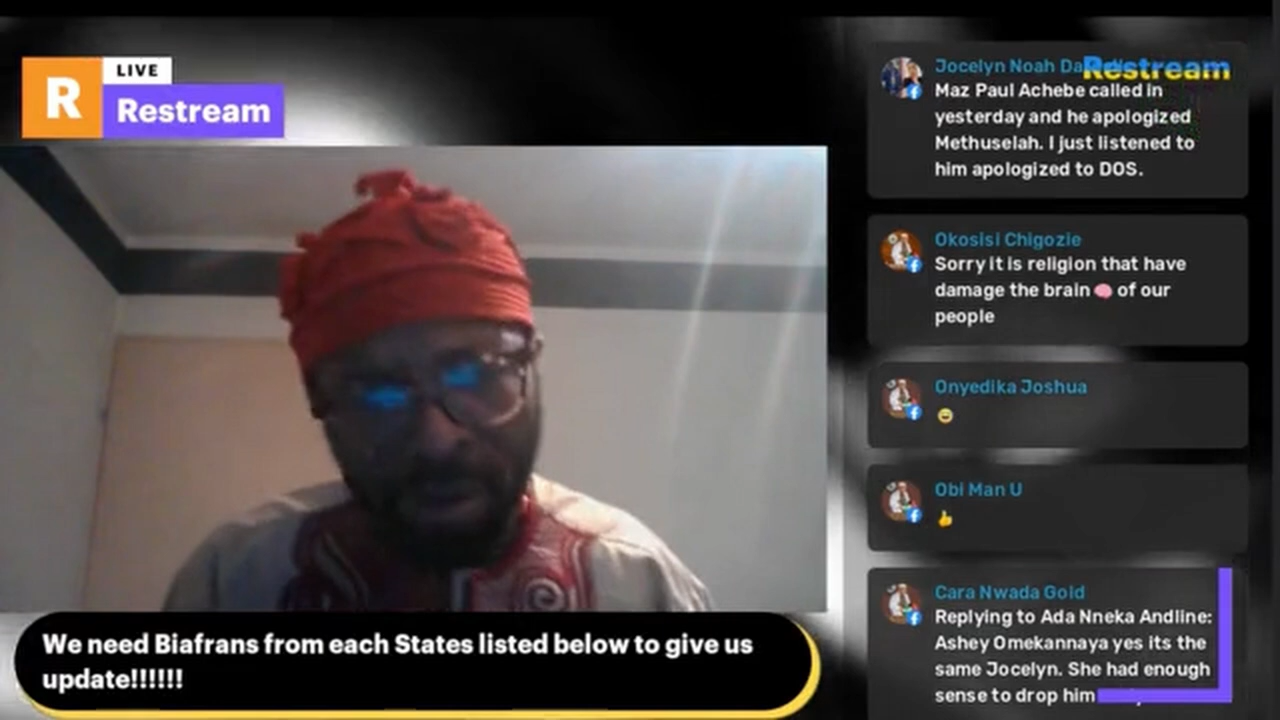 R
LIVE
Restream
Restream
Jocelyn Noah
Maz Paul Achebe called in
yesterday and he apologized
Methuselah. I just listened to
him apologized to DOS.
Okosisi Chigozie
Sorry it is religion that have
damage the brain 🧠 of our
people
Onyedika Joshua
😄
Obi Man U
👍
Cara Nwada Gold
Replying to Ada Nneka Andline:
Ashey Omekannaya yes its the
same Jocelyn. She had enough
sense to drop him
We need Biafrans from each States listed below to give us
update!!!!!!